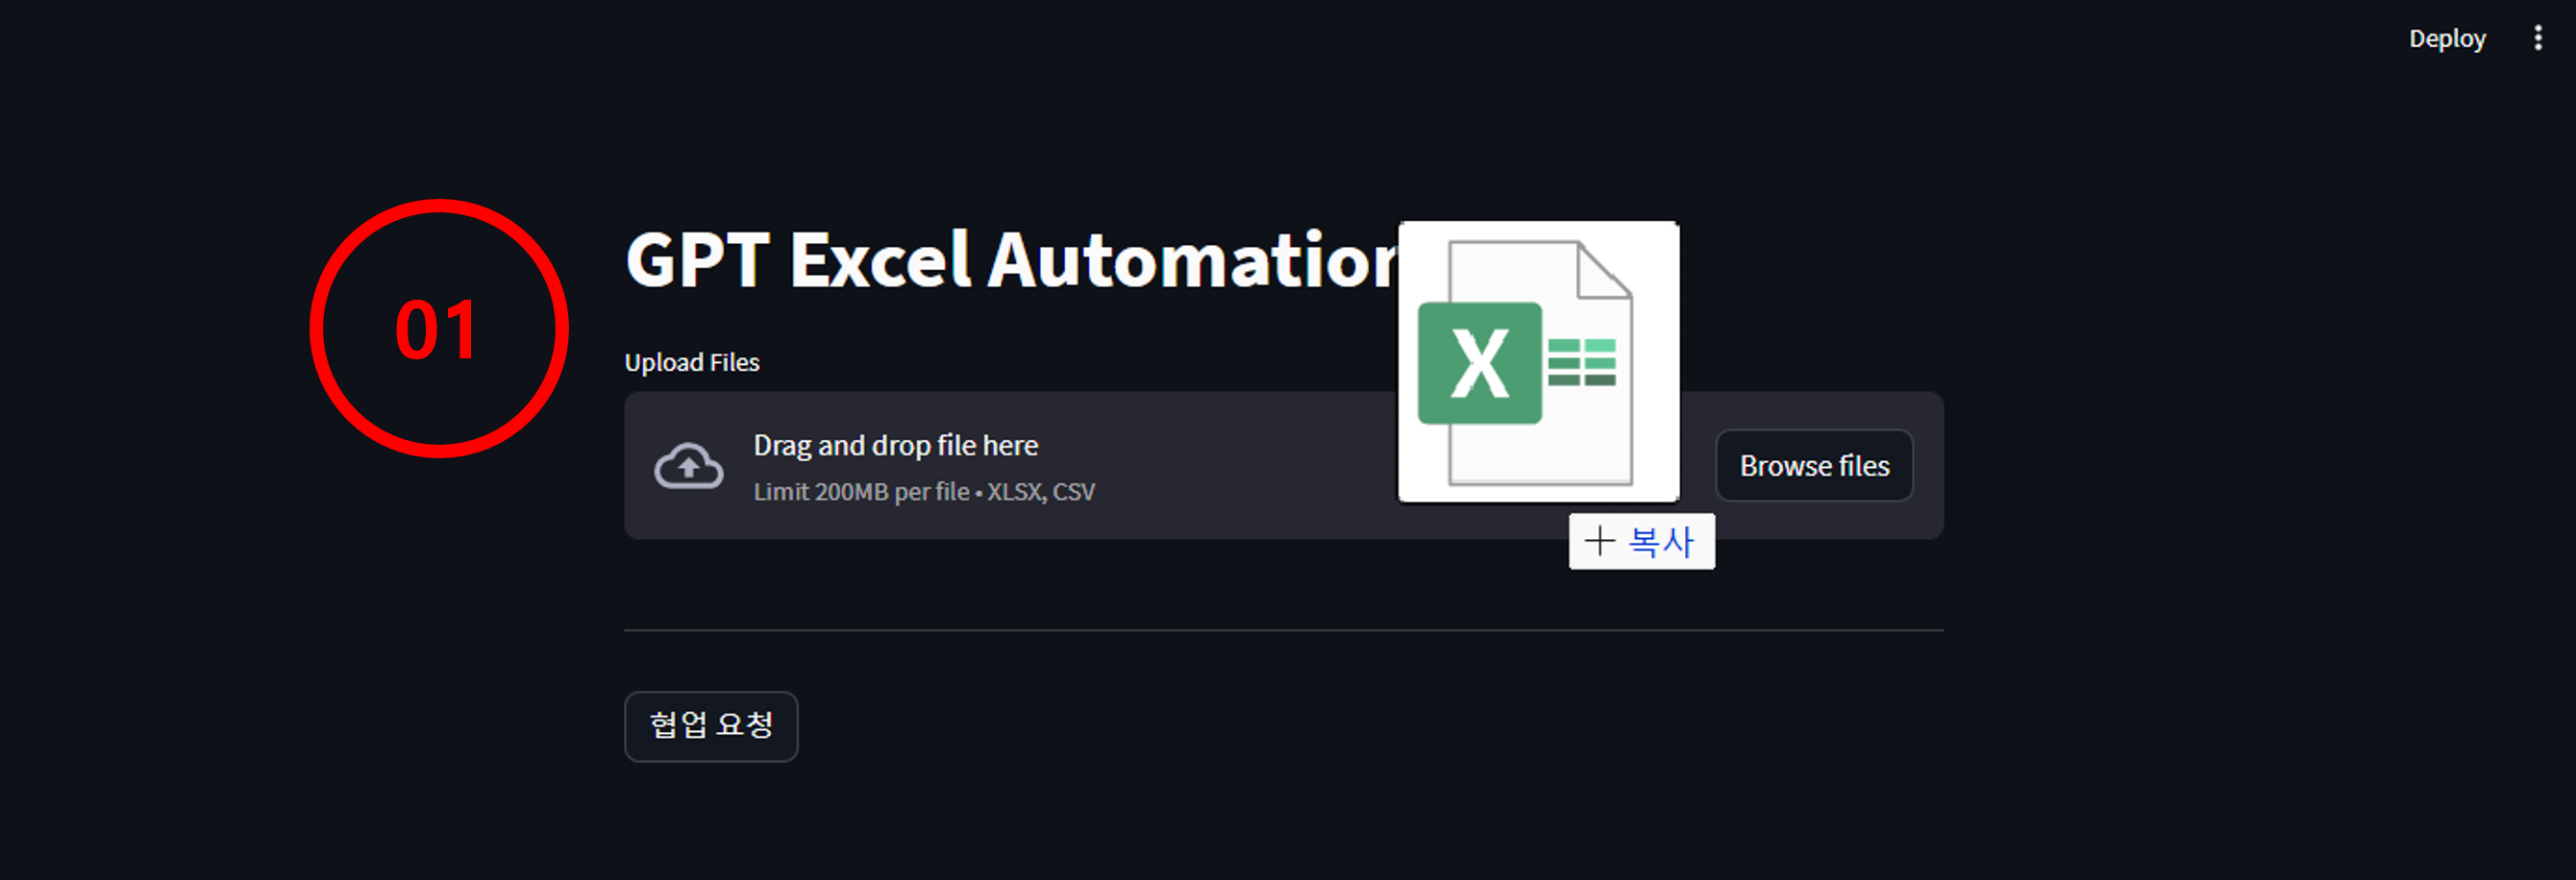 Deploy
01
GPT Excel Automation
Upload Files
Drag and drop file here
Limit 200MB per file • XLSX, CSV
X
Browse files
+ 복사
협업 요청